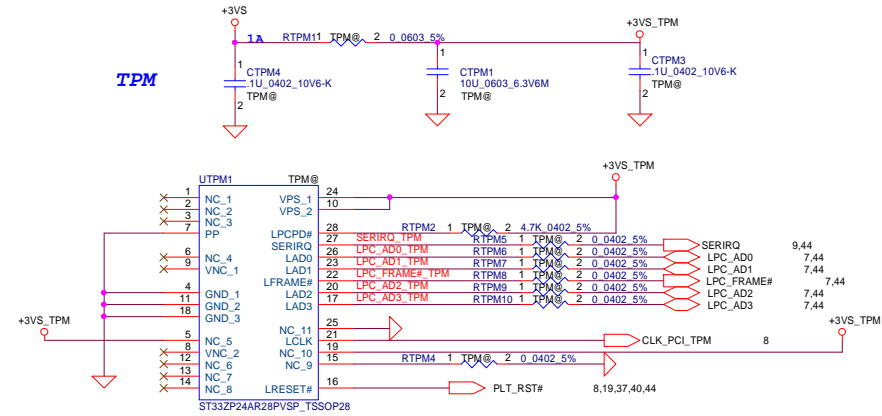 +3VS
+3VS_TPM
1A RTPM1 1 TPM@ 2 0_0603_5%
TPM
1
CTPM4
.1U_0402_10V6-K
TPM@
2
1
CTPM1
10U_0603_6.3V6M
TPM@
2
1
CTPM3
.1U_0402_10V6-K
TPM@
2
+3VS_TPM
UTPM1 TPM@
1 NC_1 VPS_1 24
2 NC_2 VPS_2 10
3 NC_3
7 PP LPCPD# 28 RTPM2 1 TPM@ 2 4.7K_0402_5%
SERIRQ 27 SERIRQ_TPM RTPM5 1 TPM@ 2 0_0402_5% SERIRQ 9,44
6 NC_4 LAD0 26 LPC_AD0_TPM RTPM6 1 TPM@ 2 0_0402_5% LPC_AD0 7,44
9 VNC_1 LAD1 23 LPC_AD1_TPM RTPM7 1 TPM@ 2 0_0402_5% LPC_AD1 7,44
LFRAME# 22 LPC_FRAME#_TPM RTPM8 1 TPM@ 2 0_0402_5% LPC_FRAME# 7,44
4 GND_1 LAD2 20 LPC_AD2_TPM RTPM9 1 TPM@ 2 0_0402_5% LPC_AD2 7,44
11 GND_2 LAD3 17 LPC_AD3_TPM RTPM10 1 TPM@ 2 0_0402_5% LPC_AD3 7,44
18 GND_3
+3VS_TPM
+3VS_TPM
NC_11 25
5 NC_5 LCLK 21 CLK_PCI_TPM 8
8 VNC_2 NC_10 19
12 NC_6 NC_9 15 RTPM4 1 TPM@ 2 0_0402_5%
13 NC_7
14 NC_8 LRESET# 16 PLT_RST# 8,19,37,40,44
ST33ZP24AR28PVSP_TSSOP28